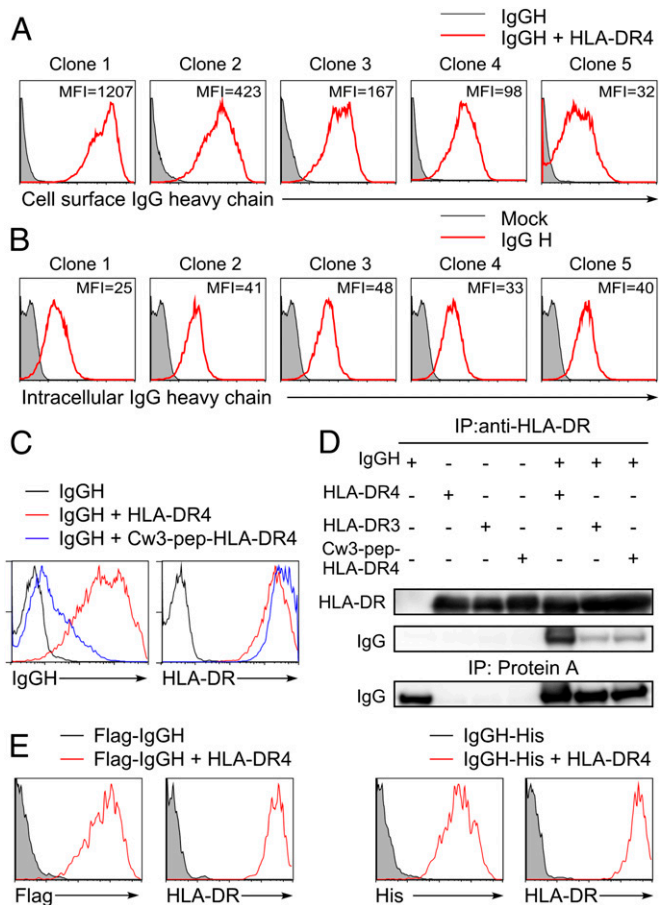 A
IgGH
IgGH + HLA-DR4
Clone 1 Clone 2 Clone 3 Clone 4 Clone 5
MFI=1207 MFI=423 MFI=167 MFI=98 MFI=32
Cell surface IgG heavy chain
B
Mock
IgG H
Clone 1 Clone 2 Clone 3 Clone 4 Clone 5
MFI=25 MFI=41 MFI=48 MFI=33 MFI=40
Intracellular IgG heavy chain
C
IgGH
IgGH + HLA-DR4
IgGH + Cw3-pep-HLA-DR4
IgGH HLA-DR
D
IP:anti-HLA-DR
IgGH + - - - + + +
HLA-DR4 - + - - + - -
HLA-DR3 - - + - - + -
Cw3-pep-
HLA-DR4 - - - + - - +
HLA-DR
IgG
IP: Protein A
IgG
E
Flag-IgGH
Flag-IgGH + HLA-DR4
Flag HLA-DR
IgGH-His
IgGH-His + HLA-DR4
His HLA-DR